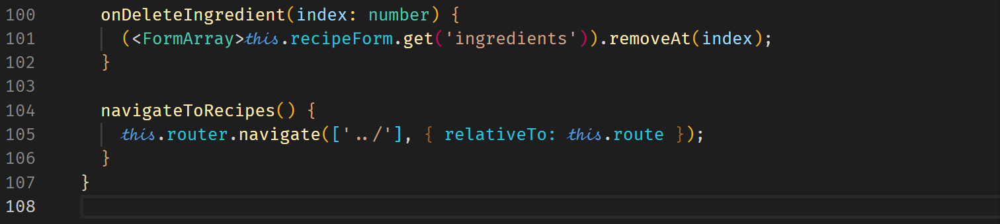 100 onDeleteIngredient(index: number) {
101 (<FormArray>this.recipeForm.get('ingredients')).removeAt(index);
102 }
103
104 navigateToRecipes() {
105 this.router.navigate(['../'], { relativeTo: this.route });
106 }
107 }
108